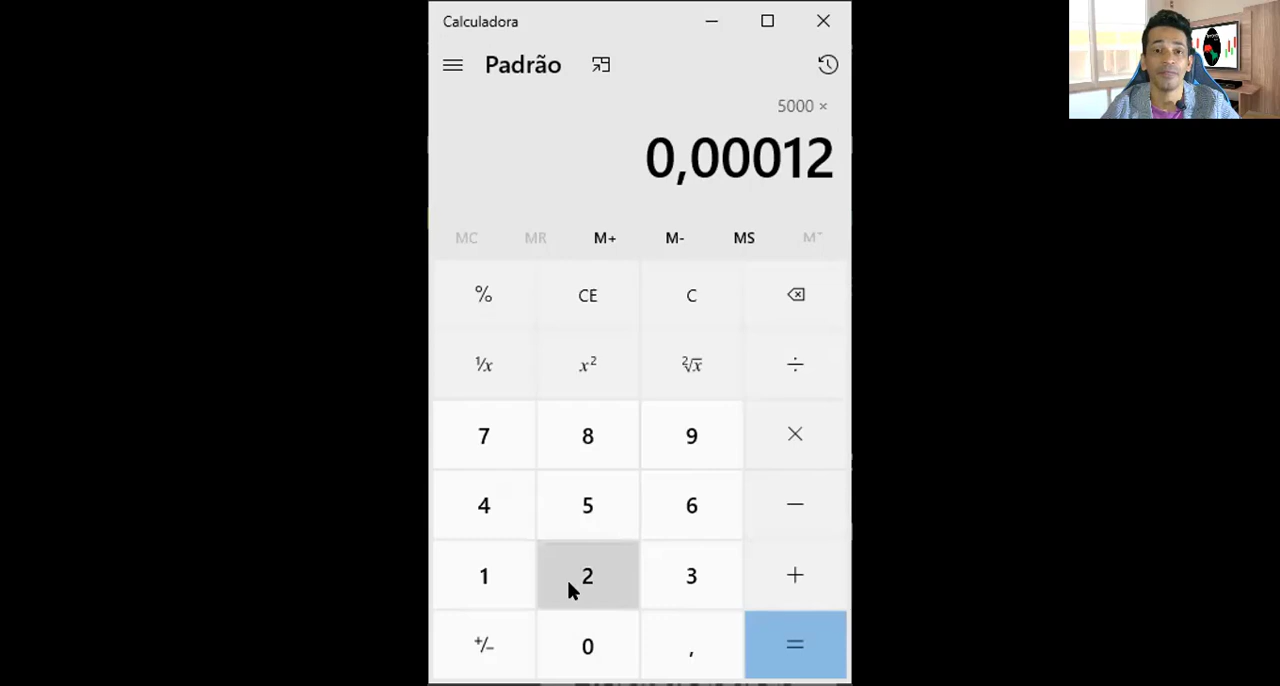 Calculadora
Padrão
5000 ×
0,00012
MC MR M+ M- MS M˅
% CE C
¹/x x² ²√x ÷
7 8 9 ×
4 5 6 −
1 2 3 +
+/− 0 , =